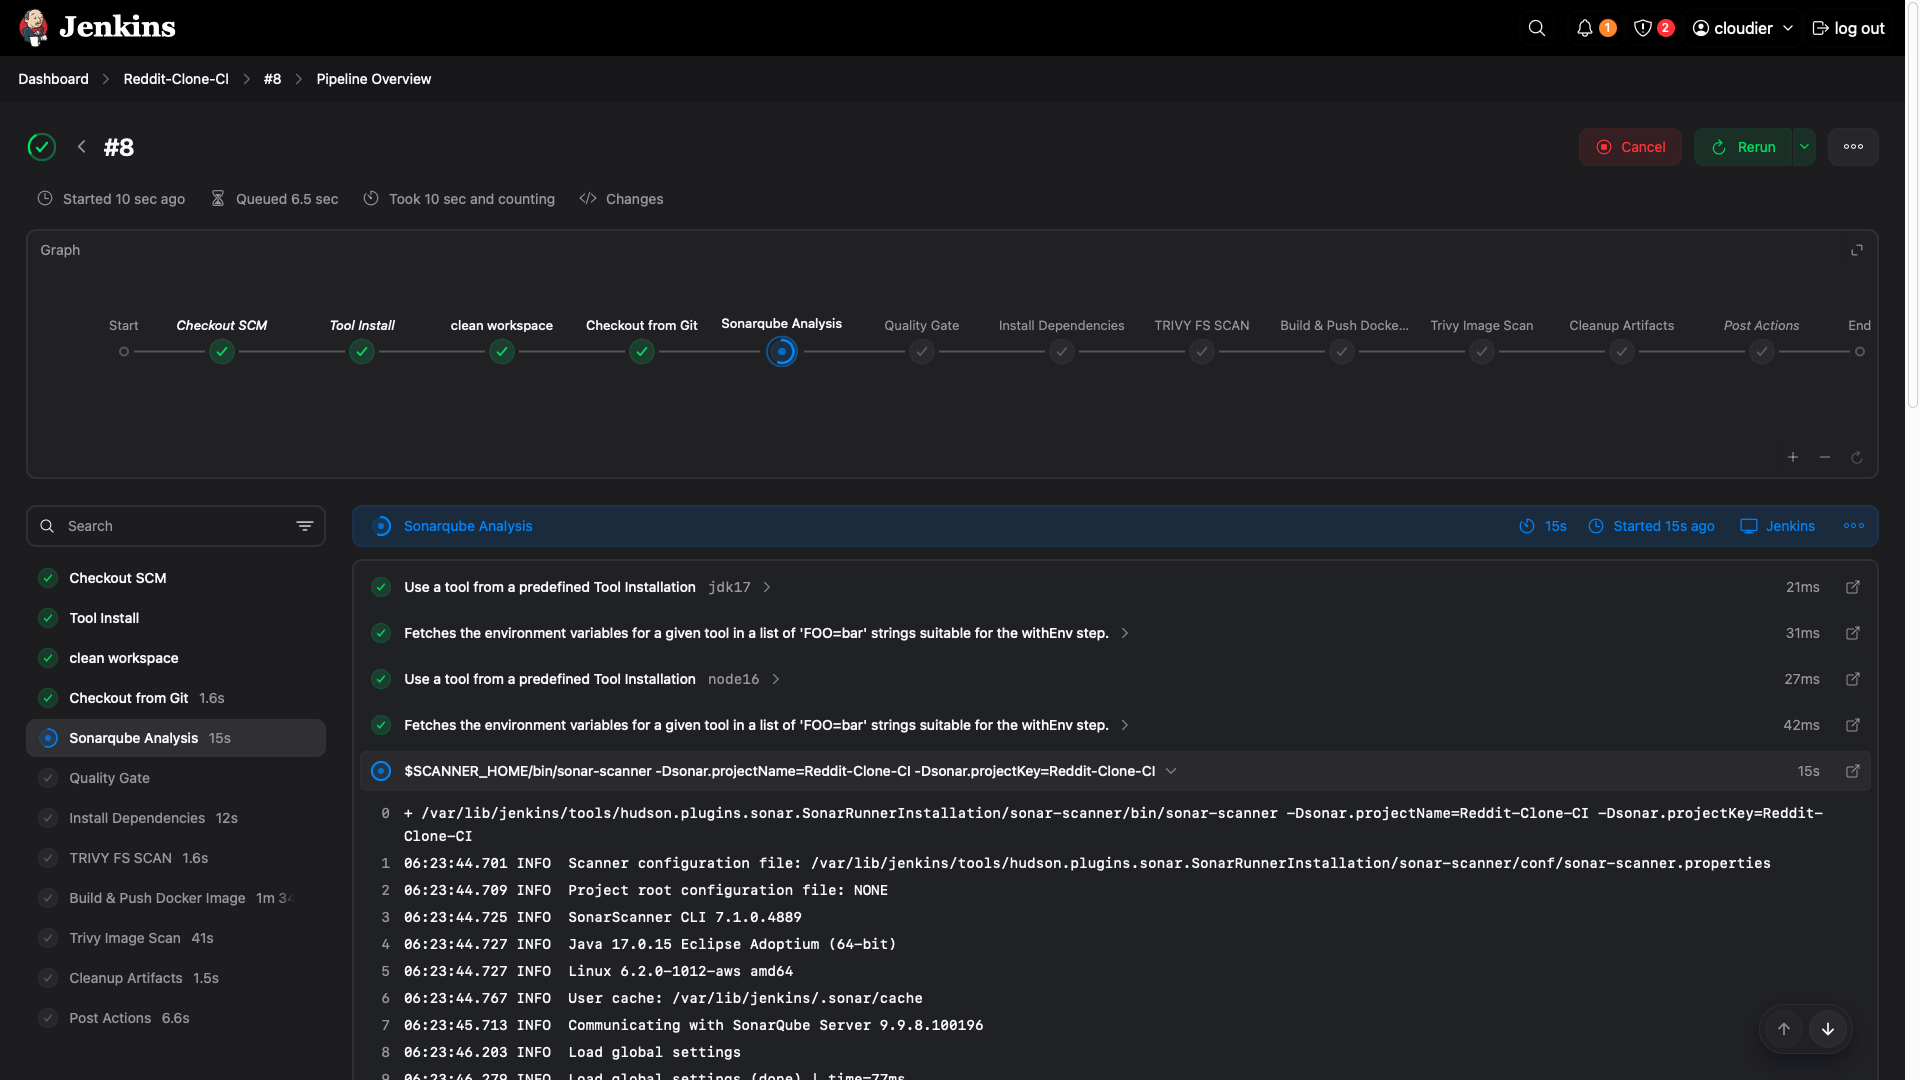 Jenkins
1
2
cloudier
log out
Dashboard
Reddit-Clone-CI
#8
Pipeline Overview
#8
Cancel
Rerun
Started 10 sec ago
Queued 6.5 sec
Took 10 sec and counting
Changes
Graph
Start
Checkout SCM
Tool Install
clean workspace
Checkout from Git
Sonarqube Analysis
Quality Gate
Install Dependencies
TRIVY FS SCAN
Build & Push Docke...
Trivy Image Scan
Cleanup Artifacts
Post Actions
End
Search
Checkout SCM
Tool Install
clean workspace
Checkout from Git 1.6s
Sonarqube Analysis 15s
Quality Gate
Install Dependencies 12s
TRIVY FS SCAN 1.6s
Build & Push Docker Image 1m
Trivy Image Scan 41s
Cleanup Artifacts 1.5s
Post Actions 6.6s
Sonarqube Analysis
15s
Started 15s ago
Jenkins
Use a tool from a predefined Tool Installation jdk17
21ms
Fetches the environment variables for a given tool in a list of 'FOO=bar' strings suitable for the withEnv step.
31ms
Use a tool from a predefined Tool Installation node16
27ms
Fetches the environment variables for a given tool in a list of 'FOO=bar' strings suitable for the withEnv step.
42ms
$SCANNER_HOME/bin/sonar-scanner -Dsonar.projectName=Reddit-Clone-CI -Dsonar.projectKey=Reddit-Clone-CI
15s
0 + /var/lib/jenkins/tools/hudson.plugins.sonar.SonarRunnerInstallation/sonar-scanner/bin/sonar-scanner -Dsonar.projectName=Reddit-Clone-CI -Dsonar.projectKey=Reddit-
Clone-CI
1 06:23:44.701 INFO Scanner configuration file: /var/lib/jenkins/tools/hudson.plugins.sonar.SonarRunnerInstallation/sonar-scanner/conf/sonar-scanner.properties
2 06:23:44.709 INFO Project root configuration file: NONE
3 06:23:44.725 INFO SonarScanner CLI 7.1.0.4889
4 06:23:44.727 INFO Java 17.0.15 Eclipse Adoptium (64-bit)
5 06:23:44.727 INFO Linux 6.2.0-1012-aws amd64
6 06:23:44.767 INFO User cache: /var/lib/jenkins/.sonar/cache
7 06:23:45.713 INFO Communicating with SonarQube Server 9.9.8.100196
8 06:23:46.203 INFO Load global settings
9 06:23:46.279 INFO Load global settings (done) | time=77ms